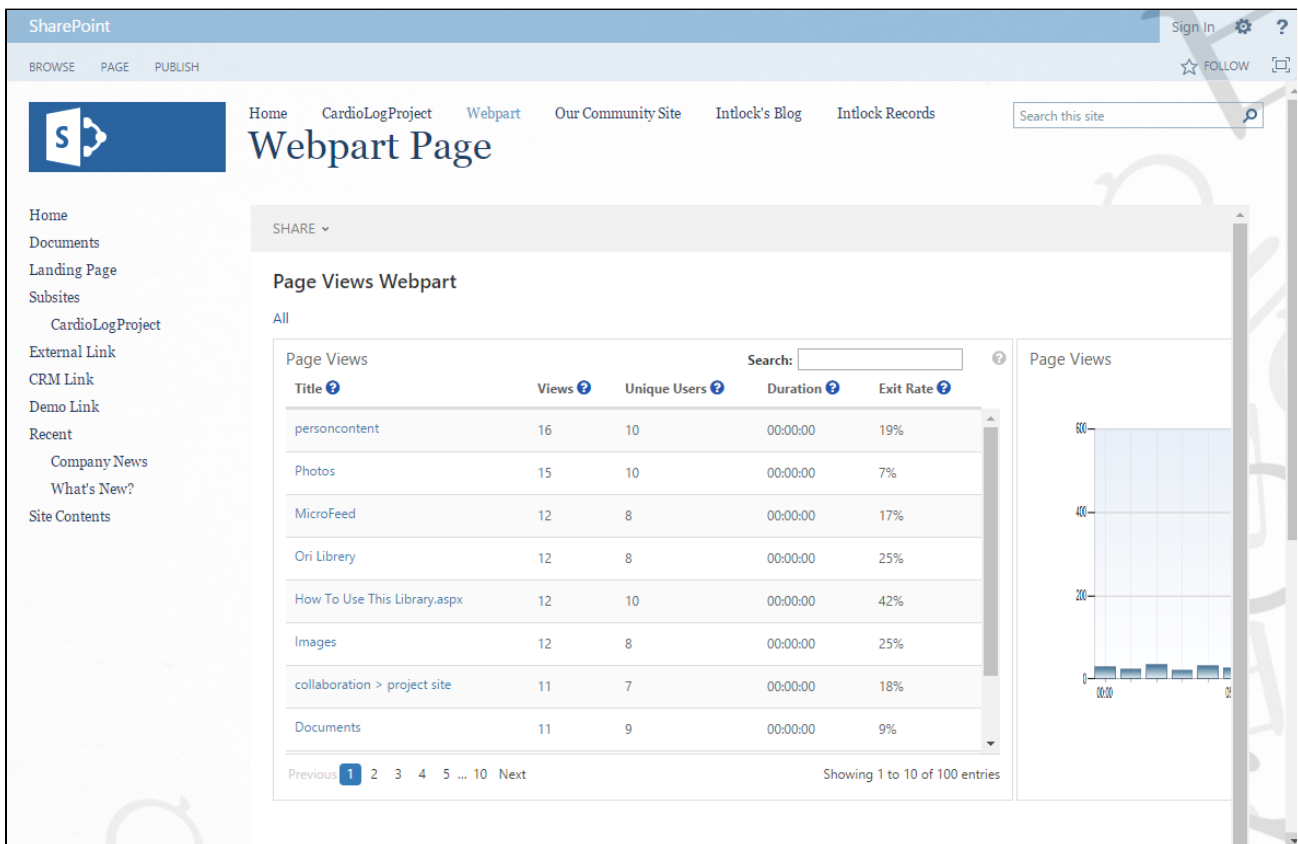 SharePoint
Sign In ?
BROWSE PAGE PUBLISH
FOLLOW
S
Home CardioLogProject Webpart Our Community Site Intlock's Blog Intlock Records
Search this site
Webpart Page
Home
Documents
Landing Page
Subsites
CardioLogProject
External Link
CRM Link
Demo Link
Recent
Company News
What's New?
Site Contents
SHARE
Page Views Webpart
All
Page Views Search: ?
Title ? Views ? Unique Users ? Duration ? Exit Rate ?
personcontent 16 10 00:00:00 19%
Photos 15 10 00:00:00 7%
MicroFeed 12 8 00:00:00 17%
Ori Librery 12 8 00:00:00 25%
How To Use This Library.aspx 12 10 00:00:00 42%
Images 12 8 00:00:00 25%
collaboration > project site 11 7 00:00:00 18%
Documents 11 9 00:00:00 9%
Previous 1 2 3 4 5 ... 10 Next
Showing 1 to 10 of 100 entries
Page Views
600
400
200
0
00:00